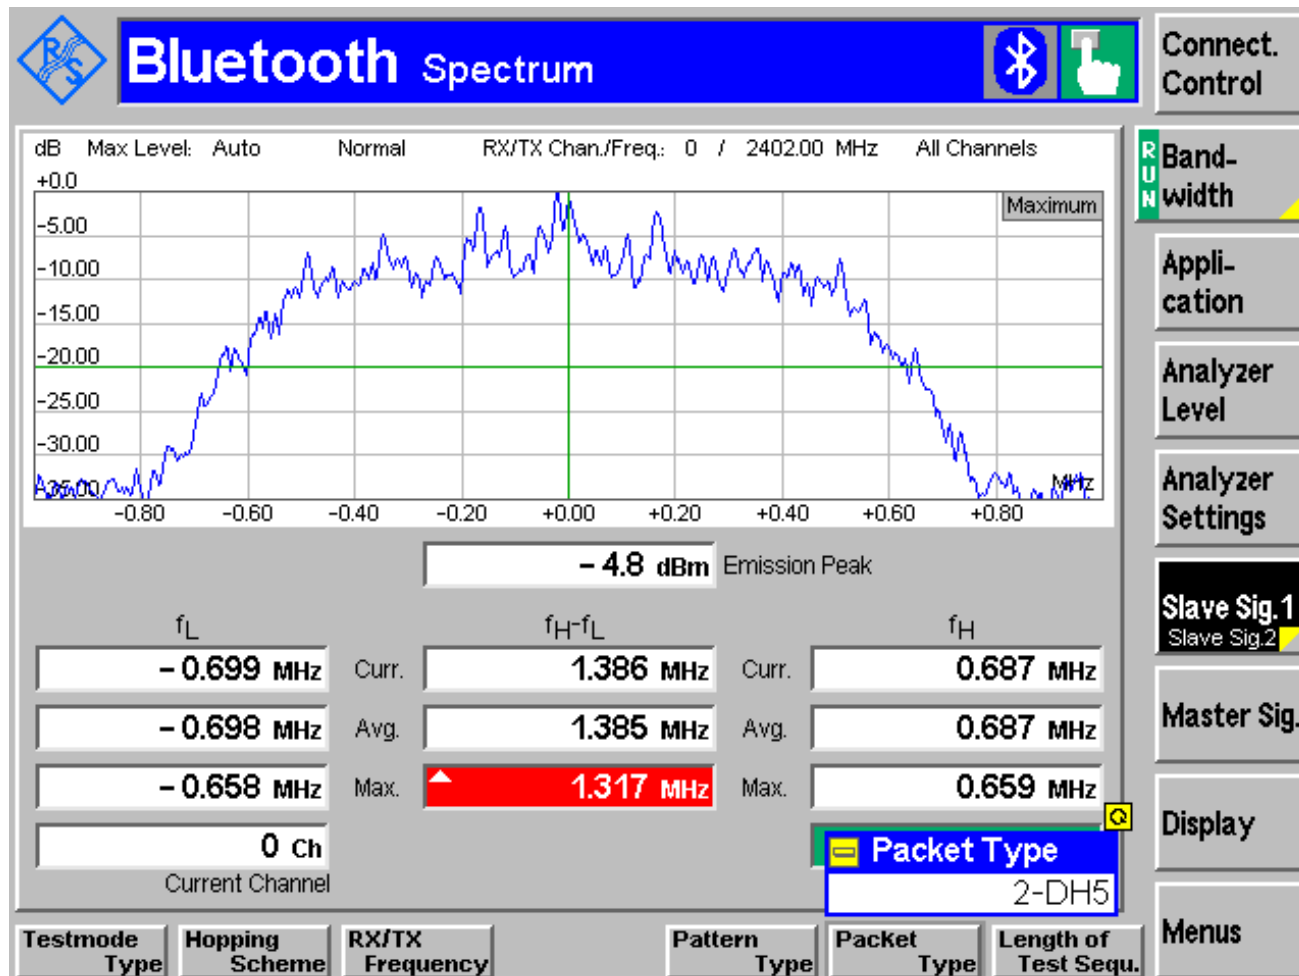 R S
Bluetooth Spectrum
Connect.
Control
dB Max Level: Auto Normal RX/TX Chan./Freq.: 0 / 2402.00 MHz All Channels
+0.0
Maximum
-5.00
-10.00
-15.00
-20.00
-25.00
-30.00
-35.00
MHz
-0.80 -0.60 -0.40 -0.20 +0.00 +0.20 +0.40 +0.60 +0.80
RUN
Band-
width
Appli-
cation
Analyzer
Level
Analyzer
Settings
Slave Sig.1
Slave Sig.2
Master Sig.
Display
Menus
- 4.8 dBm Emission Peak
fL fH-fL fH
- 0.699 MHz Curr. 1.386 MHz Curr. 0.687 MHz
- 0.698 MHz Avg. 1.385 MHz Avg. 0.687 MHz
- 0.658 MHz Max. 1.317 MHz Max. 0.659 MHz
0 Ch
Current Channel
Packet Type
2-DH5
Testmode
Type
Hopping
Scheme
RX/TX
Frequency
Pattern
Type
Packet
Type
Length of
Test Sequ.